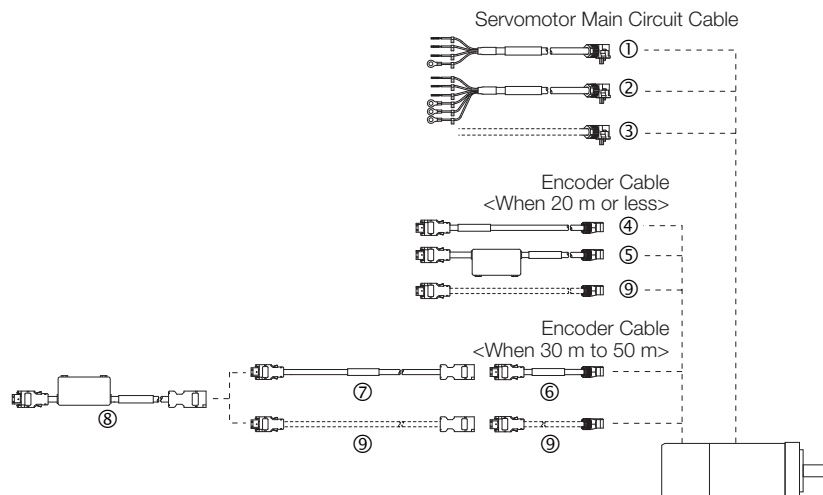 Servomotor Main Circuit Cable
①
②
③
Encoder Cable
<When 20 m or less>
④
⑤
⑨
Encoder Cable
<When 30 m to 50 m>
⑦
⑥
⑧
⑨
⑨